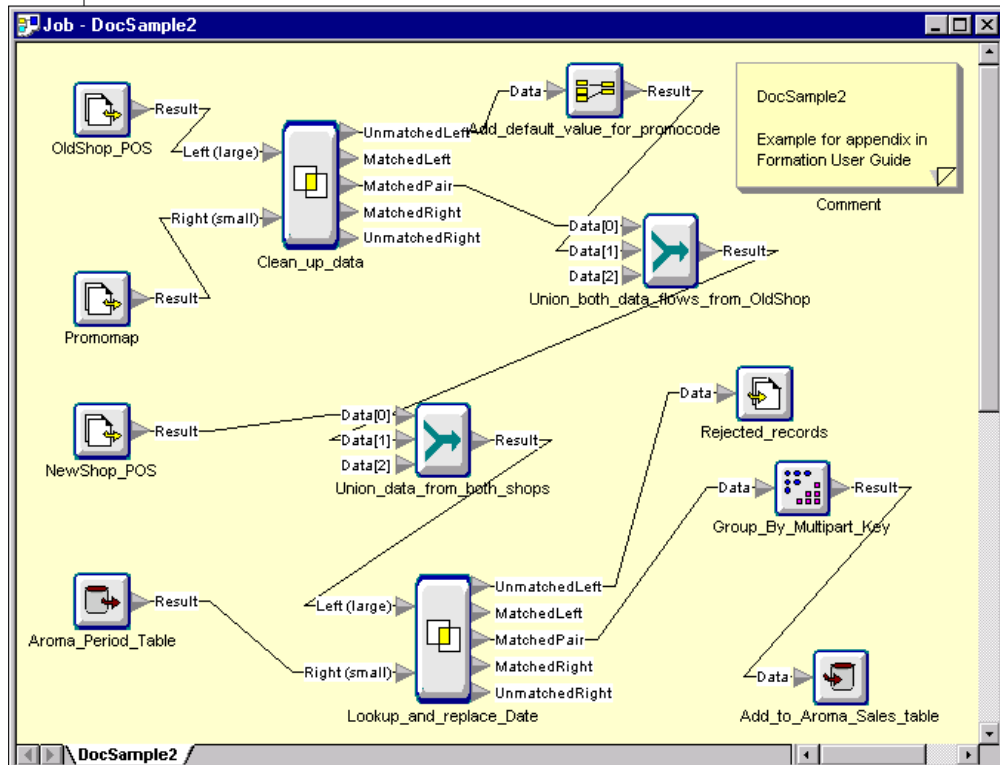 Job - DocSample2
OldShop_POS
Result
Left (large)
Right (small)
UnmatchedLeft
MatchedLeft
MatchedPair
MatchedRight
UnmatchedRight
Clean_up_data
Data
Result
Add_default_value_for_promocode
DocSample2
Example for appendix in
Formation User Guide
Comment
Promomap
Result
Data[0]
Data[1]
Data[2]
Result
Union_both_data_flows_from_OldShop
NewShop_POS
Result
Data[0]
Data[1]
Data[2]
Result
Union_data_from_both_shops
Data
Rejected_records
Data
Result
Group_By_Multipart_Key
Aroma_Period_Table
Result
Left (large)
Right (small)
UnmatchedLeft
MatchedLeft
MatchedPair
MatchedRight
UnmatchedRight
Lookup_and_replace_Date
Data
Add_to_Aroma_Sales_table
DocSample2